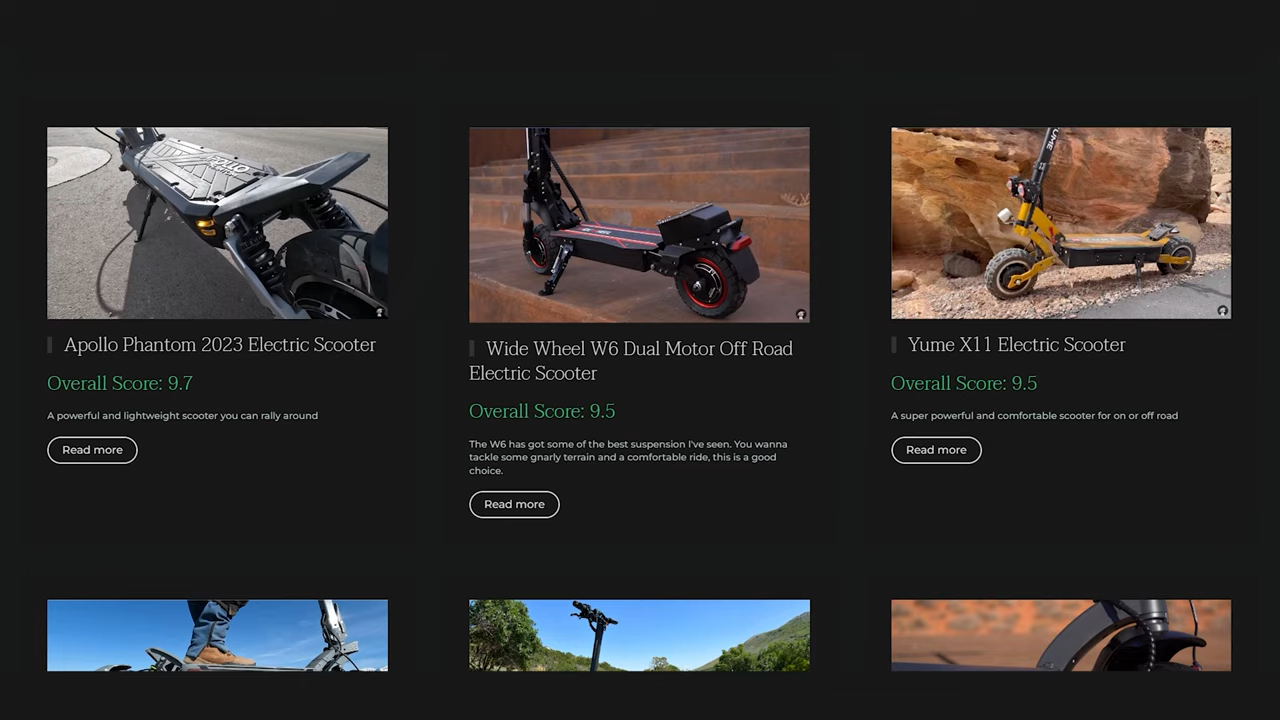 Apollo Phantom 2023 Electric Scooter
Overall Score: 9.7
A powerful and lightweight scooter you can rally around
Read more
Wide Wheel W6 Dual Motor Off Road
Electric Scooter
Overall Score: 9.5
The W6 has got some of the best suspension I've seen. You wanna
tackle some gnarly terrain and a comfortable ride, this is a good
choice.
Read more
Yume X11 Electric Scooter
Overall Score: 9.5
A super powerful and comfortable scooter for on or off road
Read more